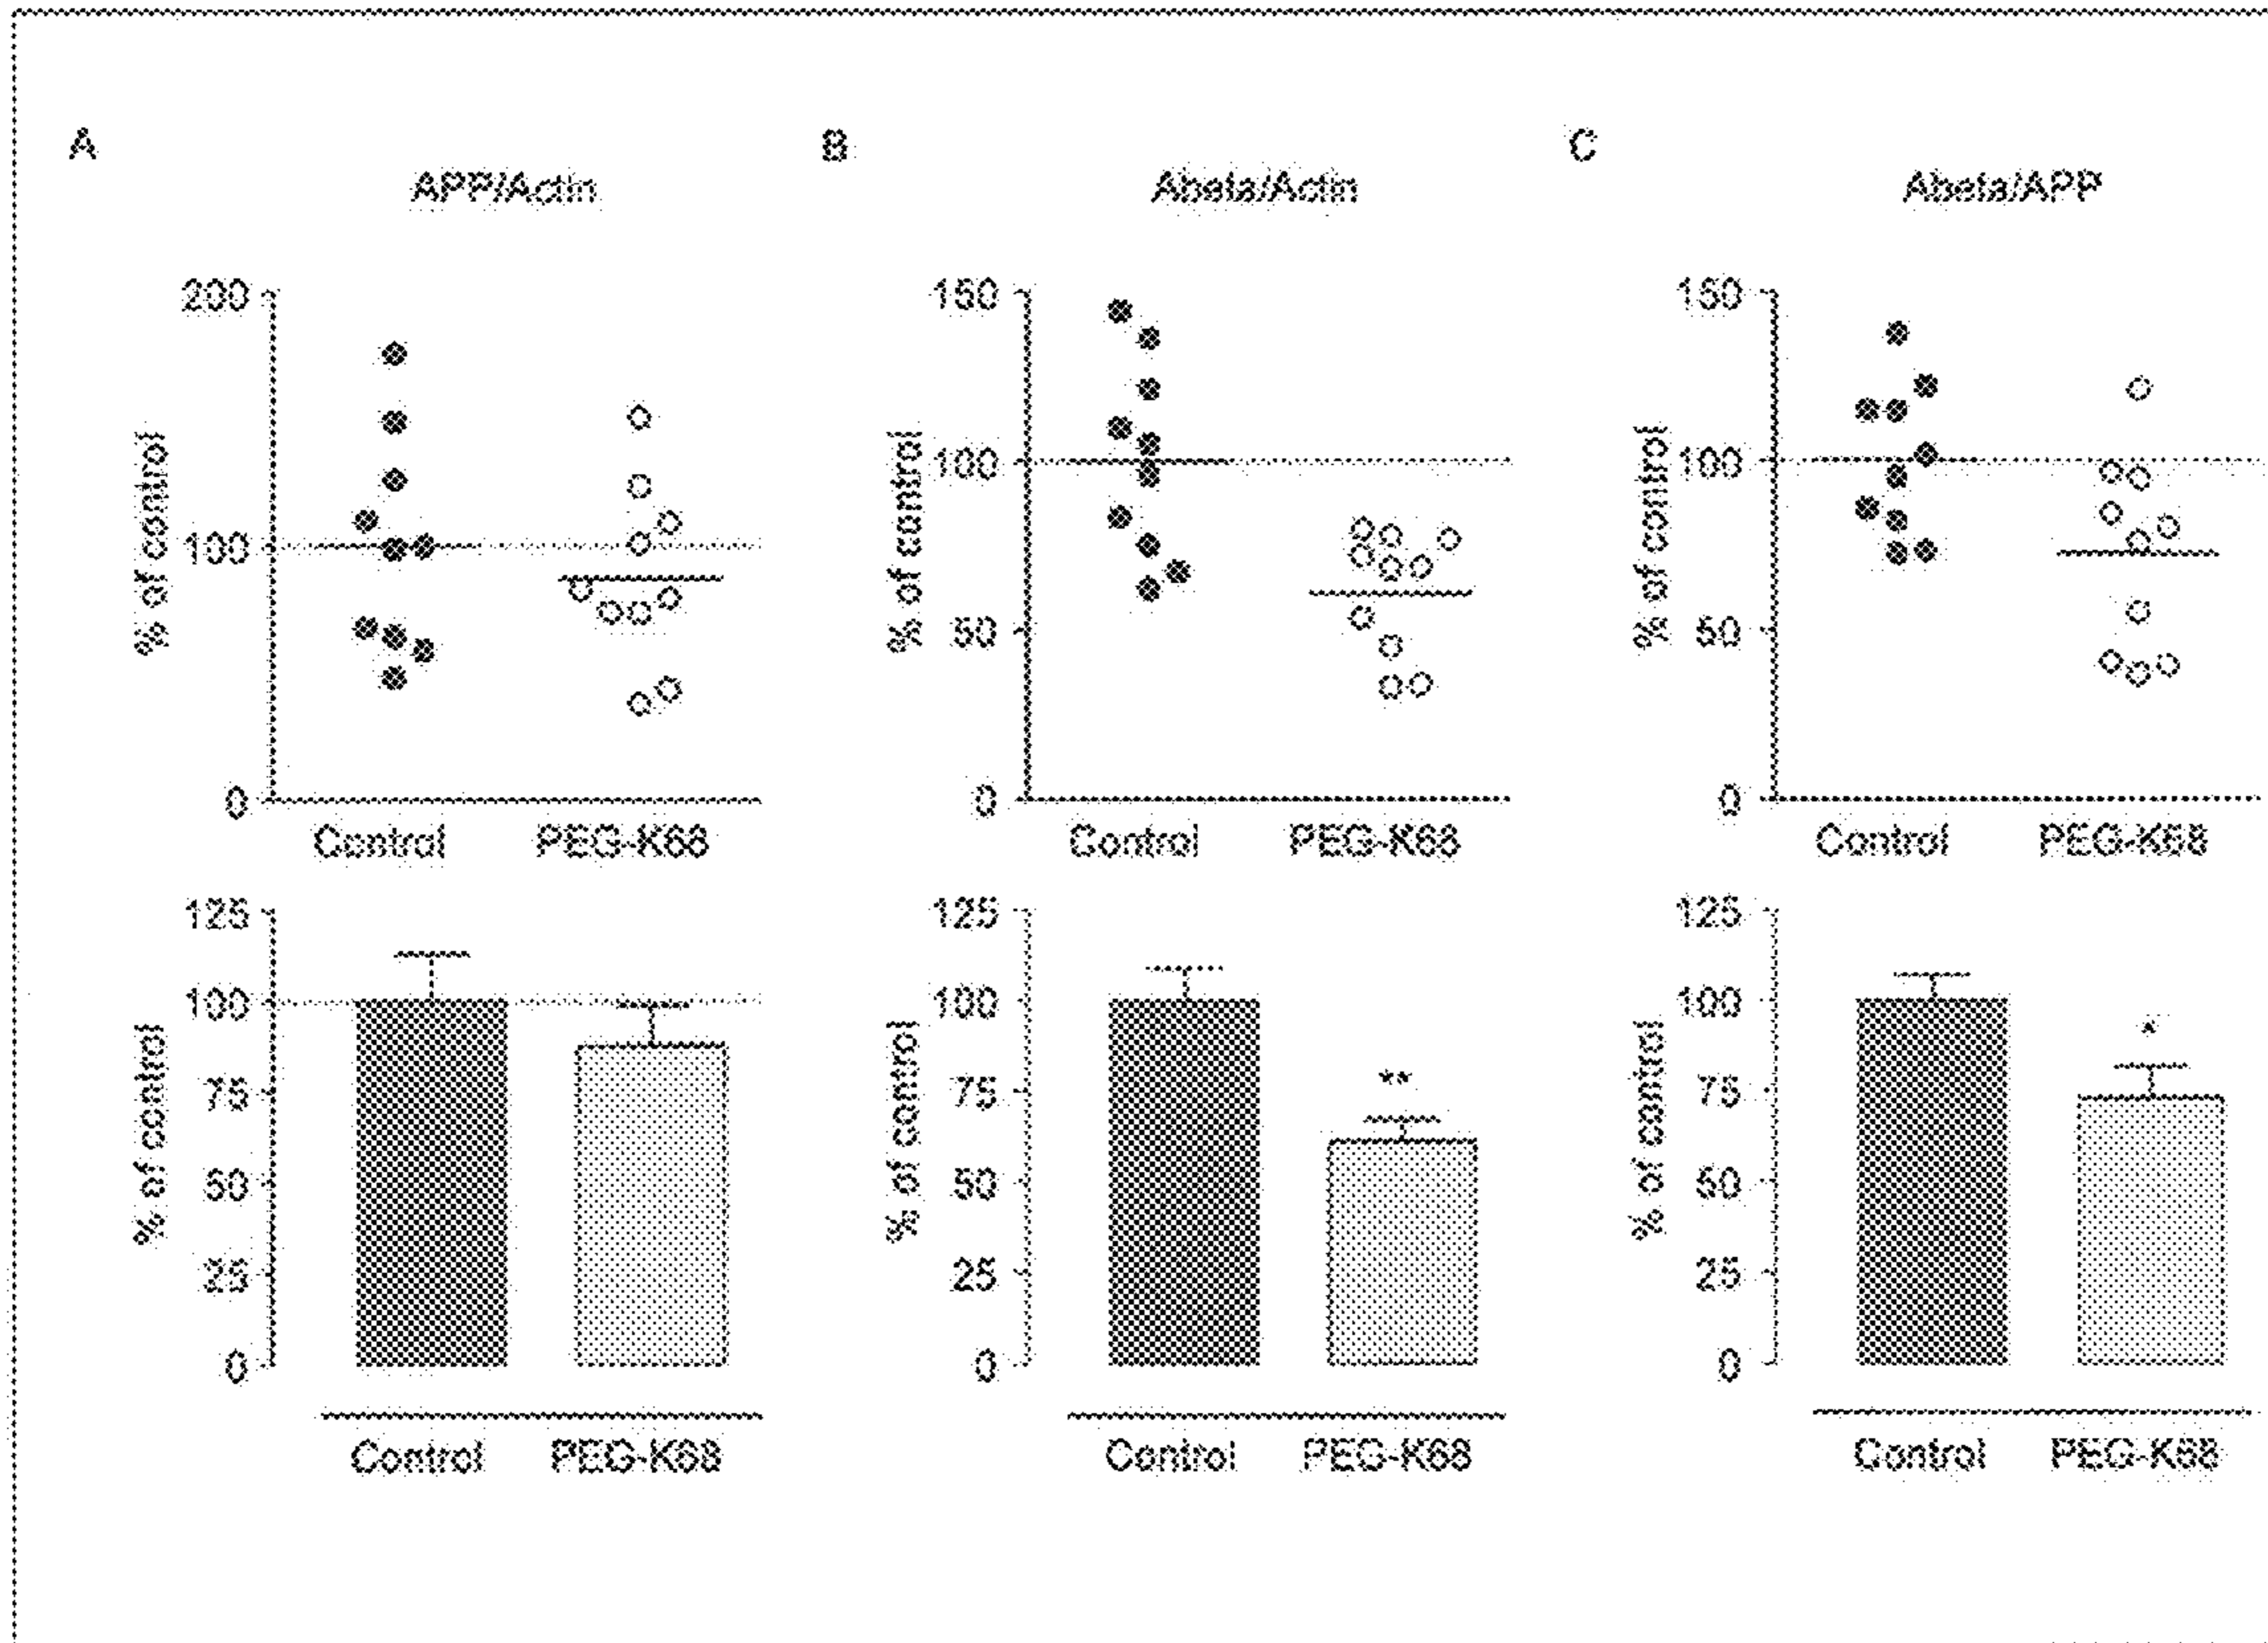 A
B
C
APP/Actin
Abeta/Actin
Abeta/APP
200
100
0
% of control
Control
PEG-K68
150
100
50
0
% of control
Control
PEG-K68
150
100
50
0
% of control
Control
PEG-K68
125
100
75
50
25
0
% of control
Control
PEG-K68
125
100
75
50
25
0
% of control
**
Control
PEG-K68
125
100
75
50
25
0
% of control
*
Control
PEG-K68